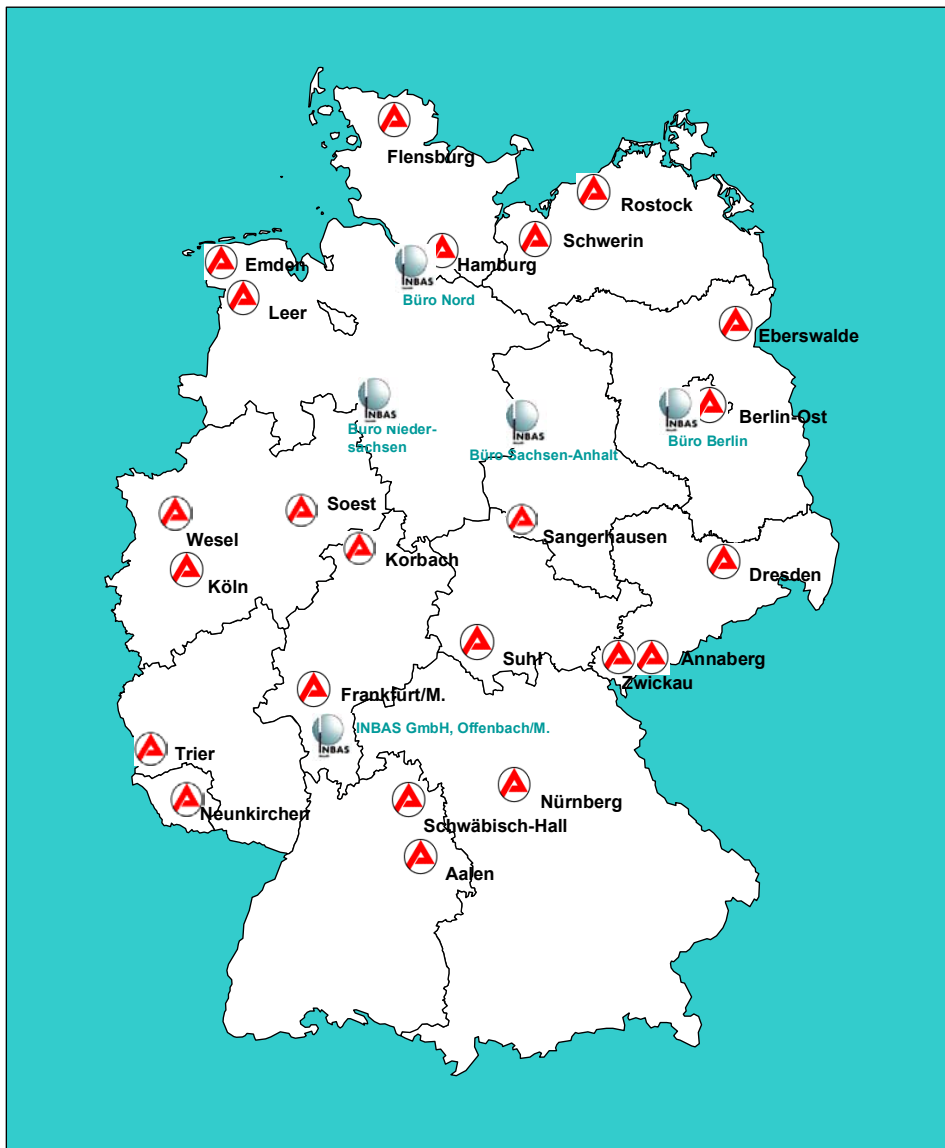 Flensburg
Rostock
Schwerin
Hamburg
Emden
INBAS
Büro Nord
Leer
Eberswalde
INBAS
Büro Nieder-
sachsen
INBAS
Büro Sachsen-Anhalt
INBAS
Büro Berlin
Berlin-Ost
Soest
Wesel
Sangerhausen
Korbach
Köln
Dresden
Suhl
Annaberg
Zwickau
Frankfurt/M.
INBAS
INBAS GmbH, Offenbach/M.
Trier
Nürnberg
Neunkirchen
Schwäbisch-Hall
Aalen